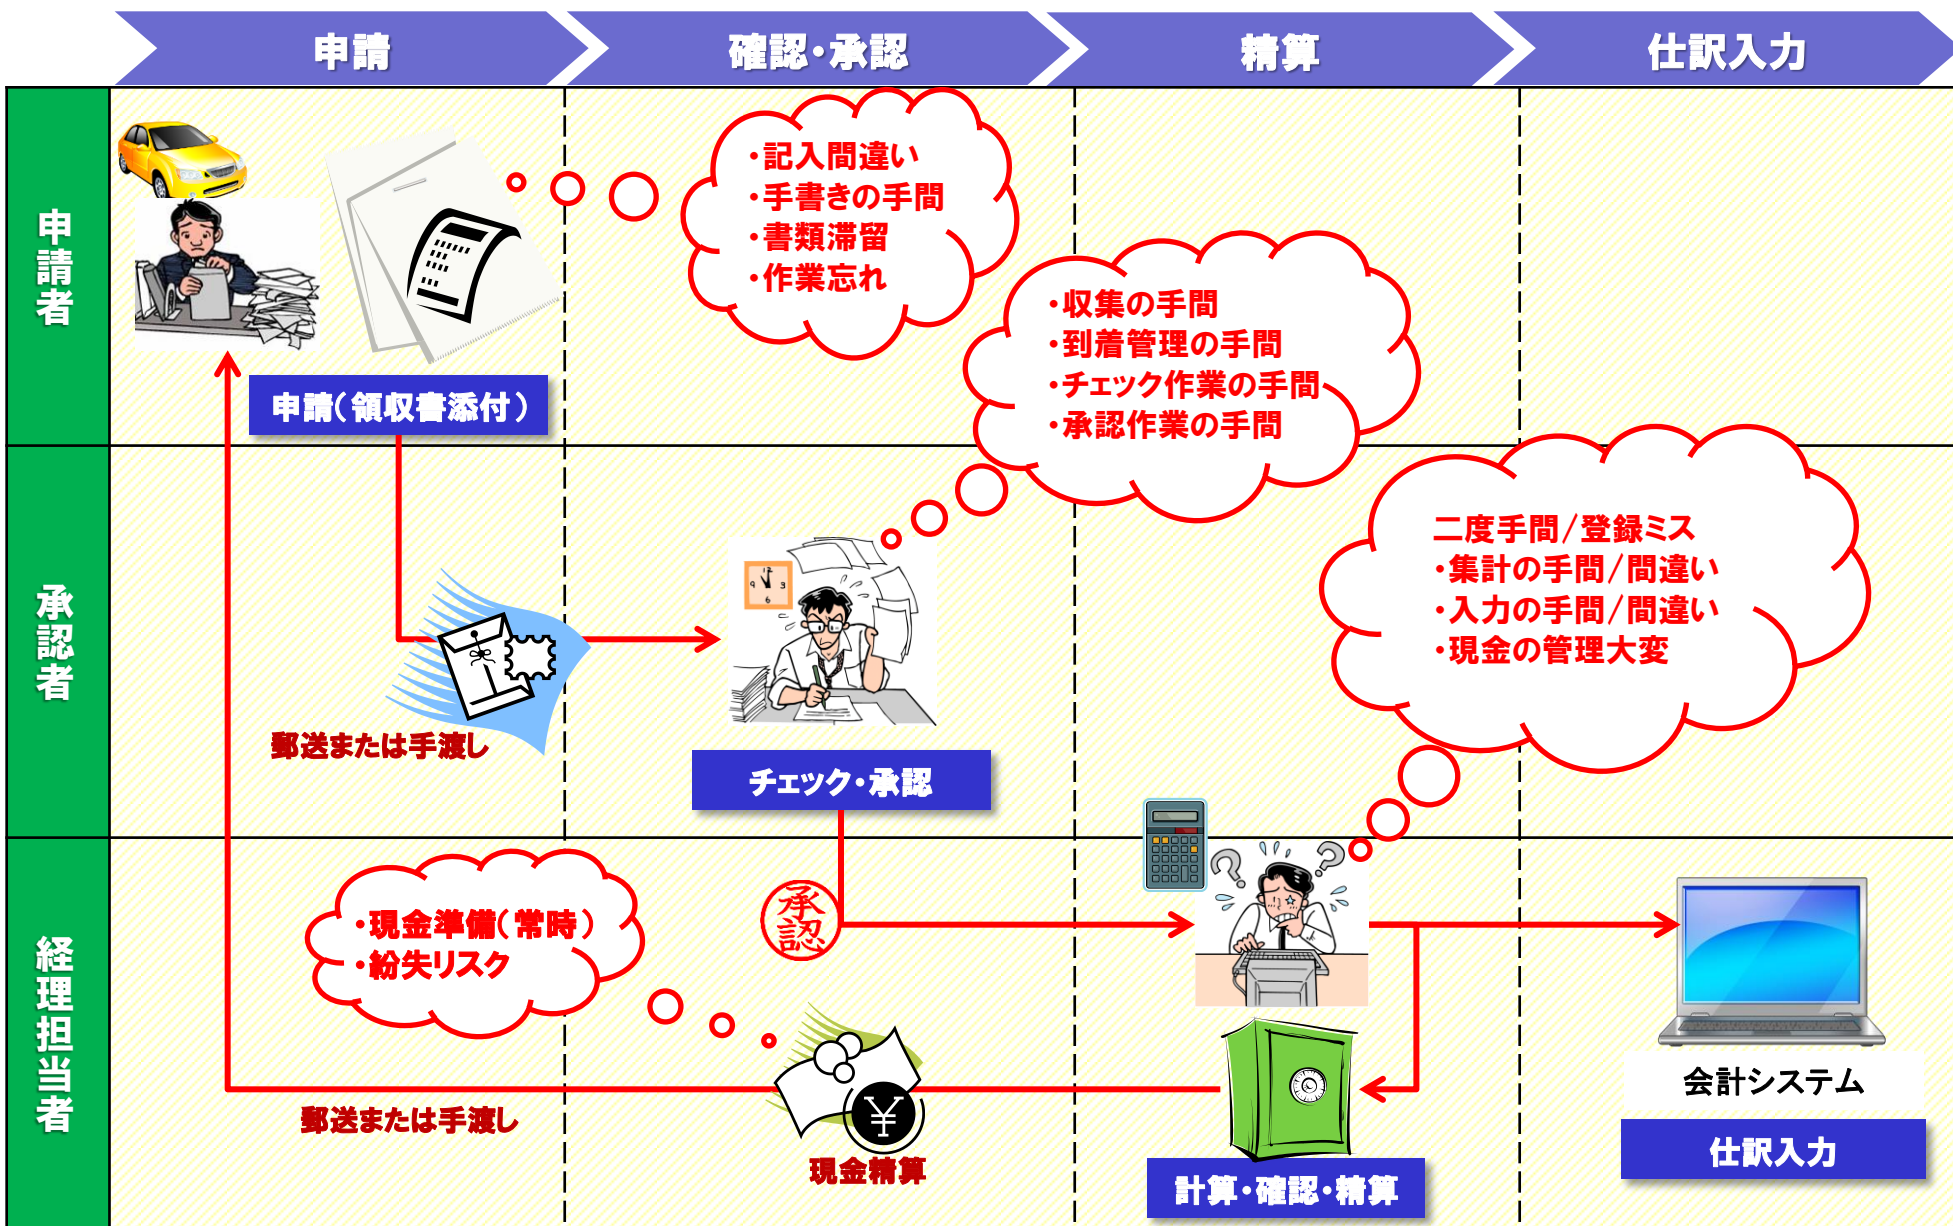 申請
確認・承認
精算
仕訳入力
申請者
・記入間違い
・手書きの手間
・書類滞留
・作業忘れ
・収集の手間
・到着管理の手間
・チェック作業の手間
・承認作業の手間
申請(領収書添付)
承認者
12
9 3
6
二度手間/登録ミス
・集計の手間/間違い
・入力の手間/間違い
・現金の管理大変
郵送または手渡し
チェック・承認
経理担当者
・現金準備(常時)
・紛失リスク
承認
?
?
¥
郵送または手渡し
現金精算
計算・確認・精算
会計システム
仕訳入力